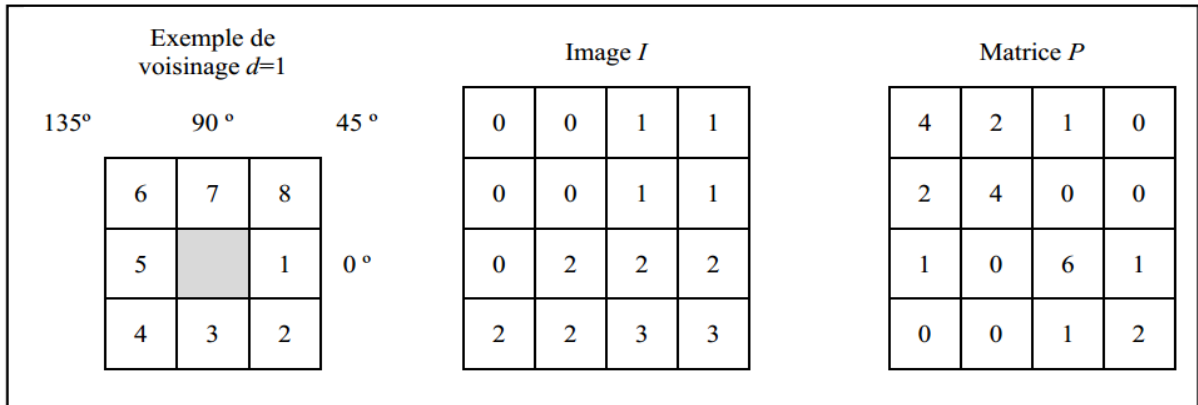 Exemple de
voisinage d=1
135º 90 º 45 º
6 7 8
5 1 0 º
4 3 2
Image I
0 0 1 1
0 0 1 1
0 2 2 2
2 2 3 3
Matrice P
4 2 1 0
2 4 0 0
1 0 6 1
0 0 1 2